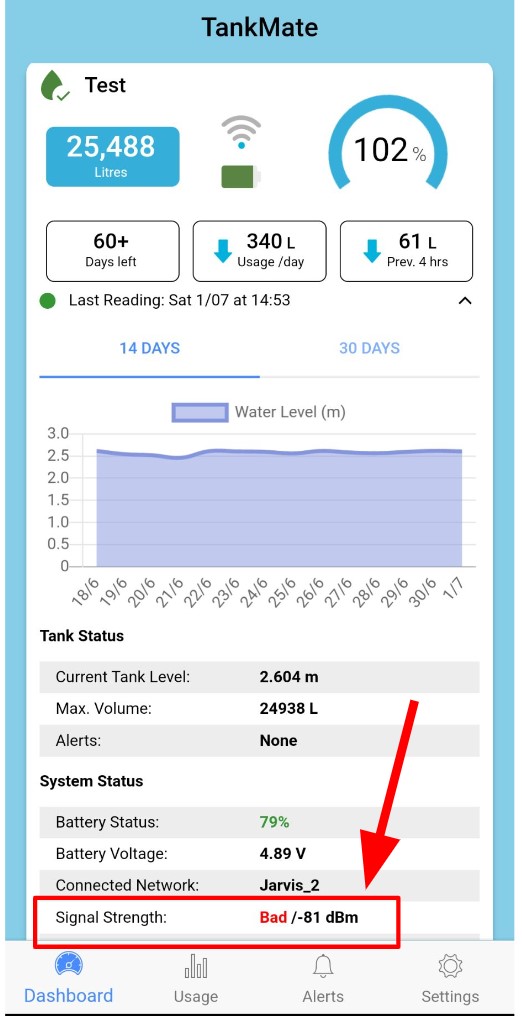 TankMate
Test
25,488
Litres
102 %
60+
Days left
340 L
Usage /day
61 L
Prev. 4 hrs
Last Reading: Sat 1/07 at 14:53
14 DAYS
30 DAYS
Water Level (m)
3.0
2.5
2.0
1.5
1.0
0.5
0
18/6 19/6 20/6 21/6 22/6 23/6 24/6 25/6 26/6 27/6 28/6 29/6 30/6 1/7
Tank Status
Current Tank Level: 2.604 m
Max. Volume: 24938 L
Alerts: None
System Status
Battery Status: 79%
Battery Voltage: 4.89 V
Connected Network: Jarvis_2
Signal Strength: Bad /-81 dBm
Dashboard Usage Alerts Settings